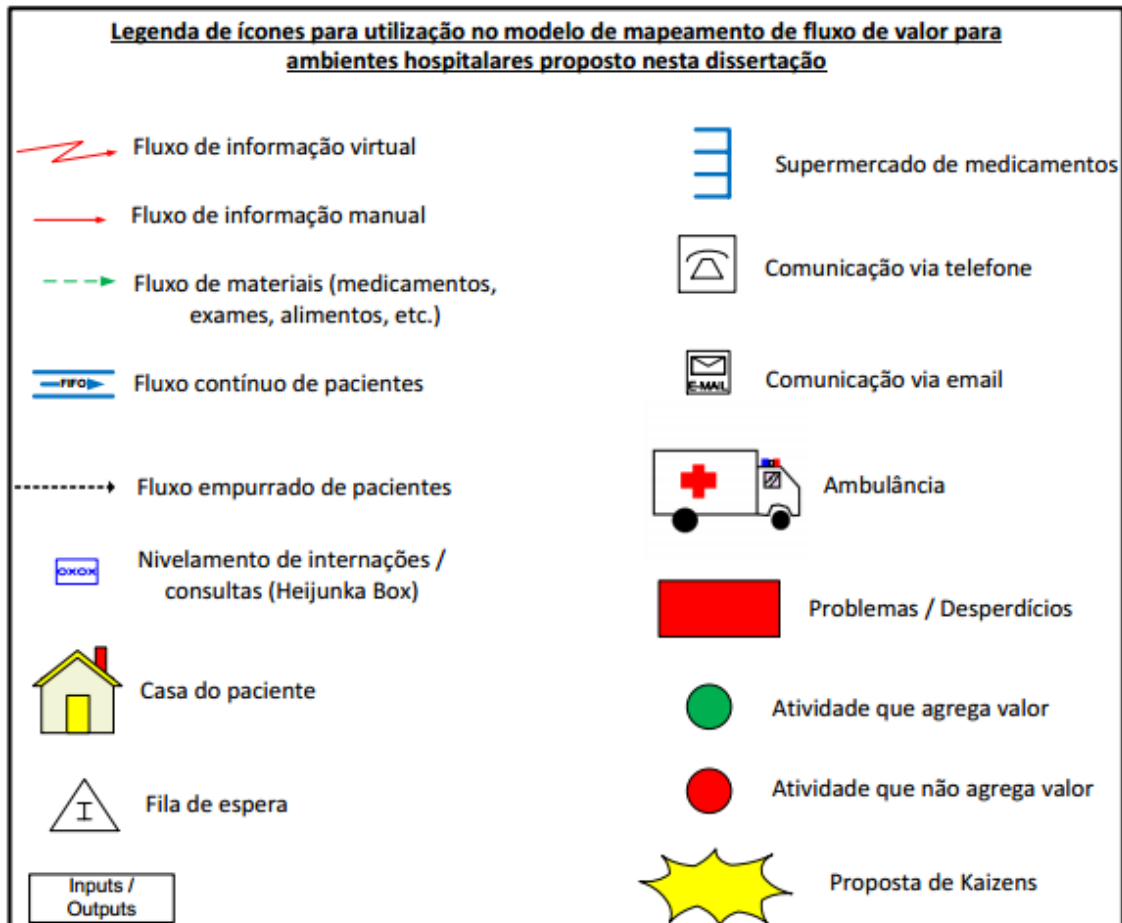 Legenda de ícones para utilização no modelo de mapeamento de fluxo de valor para
ambientes hospitalares proposto nesta dissertação
Fluxo de informação virtual
Fluxo de informação manual
Fluxo de materiais (medicamentos,
exames, alimentos, etc.)
FIFO
Fluxo contínuo de pacientes
Fluxo empurrado de pacientes
OXOX
Nivelamento de internações /
consultas (Heijunka Box)
Casa do paciente
I
Fila de espera
Inputs /
Outputs
Supermercado de medicamentos
Comunicação via telefone
E-MAIL
Comunicação via email
Ambulância
Problemas / Desperdícios
Atividade que agrega valor
Atividade que não agrega valor
Proposta de Kaizens